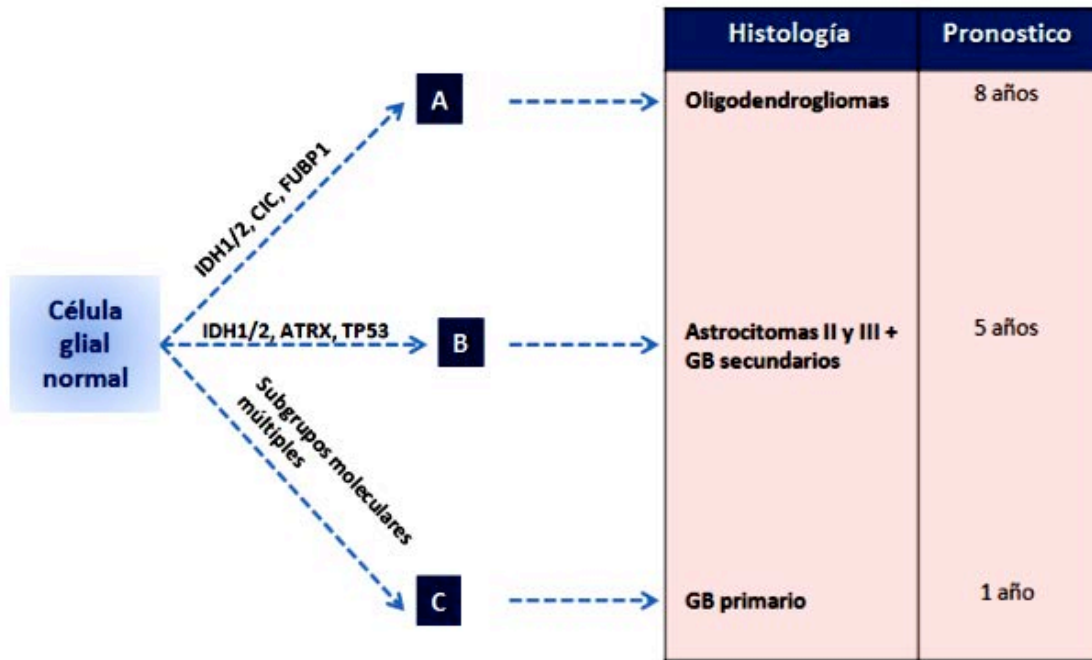 Histología
Pronostico
A
Oligodendrogliomas
8 años
IDH1/2, CIC, FUBP1
Célula
glial
normal
IDH1/2, ATRX, TP53
B
Astrocitomas II y III +
GB secundarios
5 años
Subgrupos moleculares
múltiples
C
GB primario
1 año